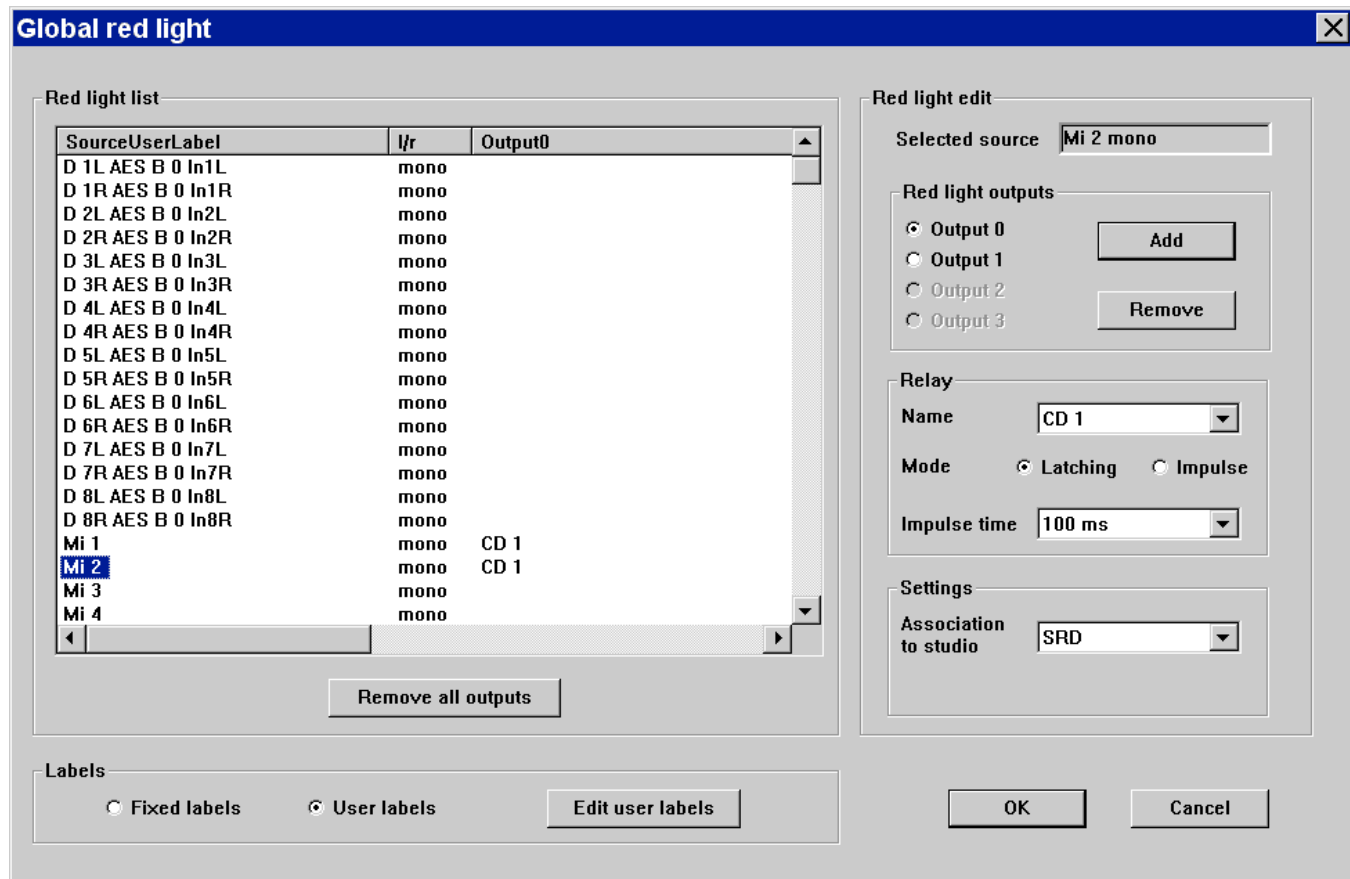 Global red light
Red light list
SourceUserLabel l/r Output0
D 1L AES B 0 In1L mono
D 1R AES B 0 In1R mono
D 2L AES B 0 In2L mono
D 2R AES B 0 In2R mono
D 3L AES B 0 In3L mono
D 3R AES B 0 In3R mono
D 4L AES B 0 In4L mono
D 4R AES B 0 In4R mono
D 5L AES B 0 In5L mono
D 5R AES B 0 In5R mono
D 6L AES B 0 In6L mono
D 6R AES B 0 In6R mono
D 7L AES B 0 In7L mono
D 7R AES B 0 In7R mono
D 8L AES B 0 In8L mono
D 8R AES B 0 In8R mono
Mi 1 mono CD 1
Mi 2 mono CD 1
Mi 3 mono
Mi 4 mono
Remove all outputs
Red light edit
Selected source Mi 2 mono
Red light outputs
Output 0
Output 1
Output 2
Output 3
Add
Remove
Relay
Name CD 1
Mode Latching Impulse
Impulse time 100 ms
Settings
Association
to studio
SRD
Labels
Fixed labels User labels Edit user labels
OK Cancel